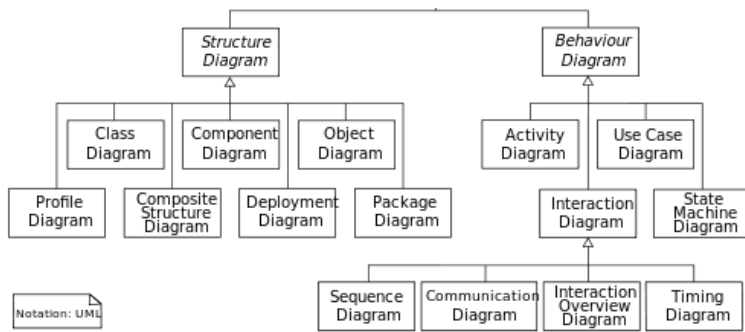 Structure
Diagram
Behaviour
Diagram
Class
Diagram
Component
Diagram
Object
Diagram
Activity
Diagram
Use Case
Diagram
Profile
Diagram
Composite
Structure
Diagram
Deployment
Diagram
Package
Diagram
Interaction
Diagram
State
Machine
Diagram
Sequence
Diagram
Communication
Diagram
Interaction
Overview
Diagram
Timing
Diagram
Notation: UML